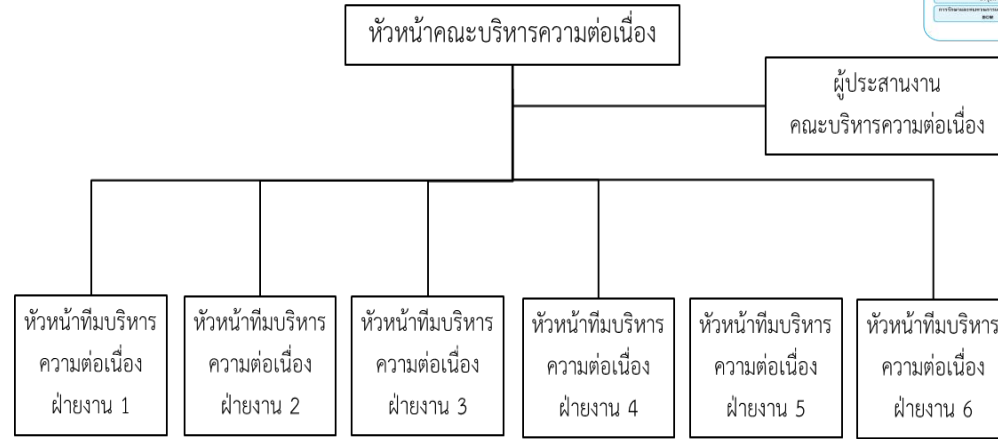 หัวหน้าคณะบริหารความต่อเนื่อง
BCM
ผู้ประสานงาน
คณะบริหารความต่อเนื่อง
หัวหน้าทีมบริหาร
ความต่อเนื่อง
ฝ่ายงาน 1
หัวหน้าทีมบริหาร
ความต่อเนื่อง
ฝ่ายงาน 2
หัวหน้าทีมบริหาร
ความต่อเนื่อง
ฝ่ายงาน 3
หัวหน้าทีมบริหาร
ความต่อเนื่อง
ฝ่ายงาน 4
หัวหน้าทีมบริหาร
ความต่อเนื่อง
ฝ่ายงาน 5
หัวหน้าทีมบริหาร
ความต่อเนื่อง
ฝ่ายงาน 6